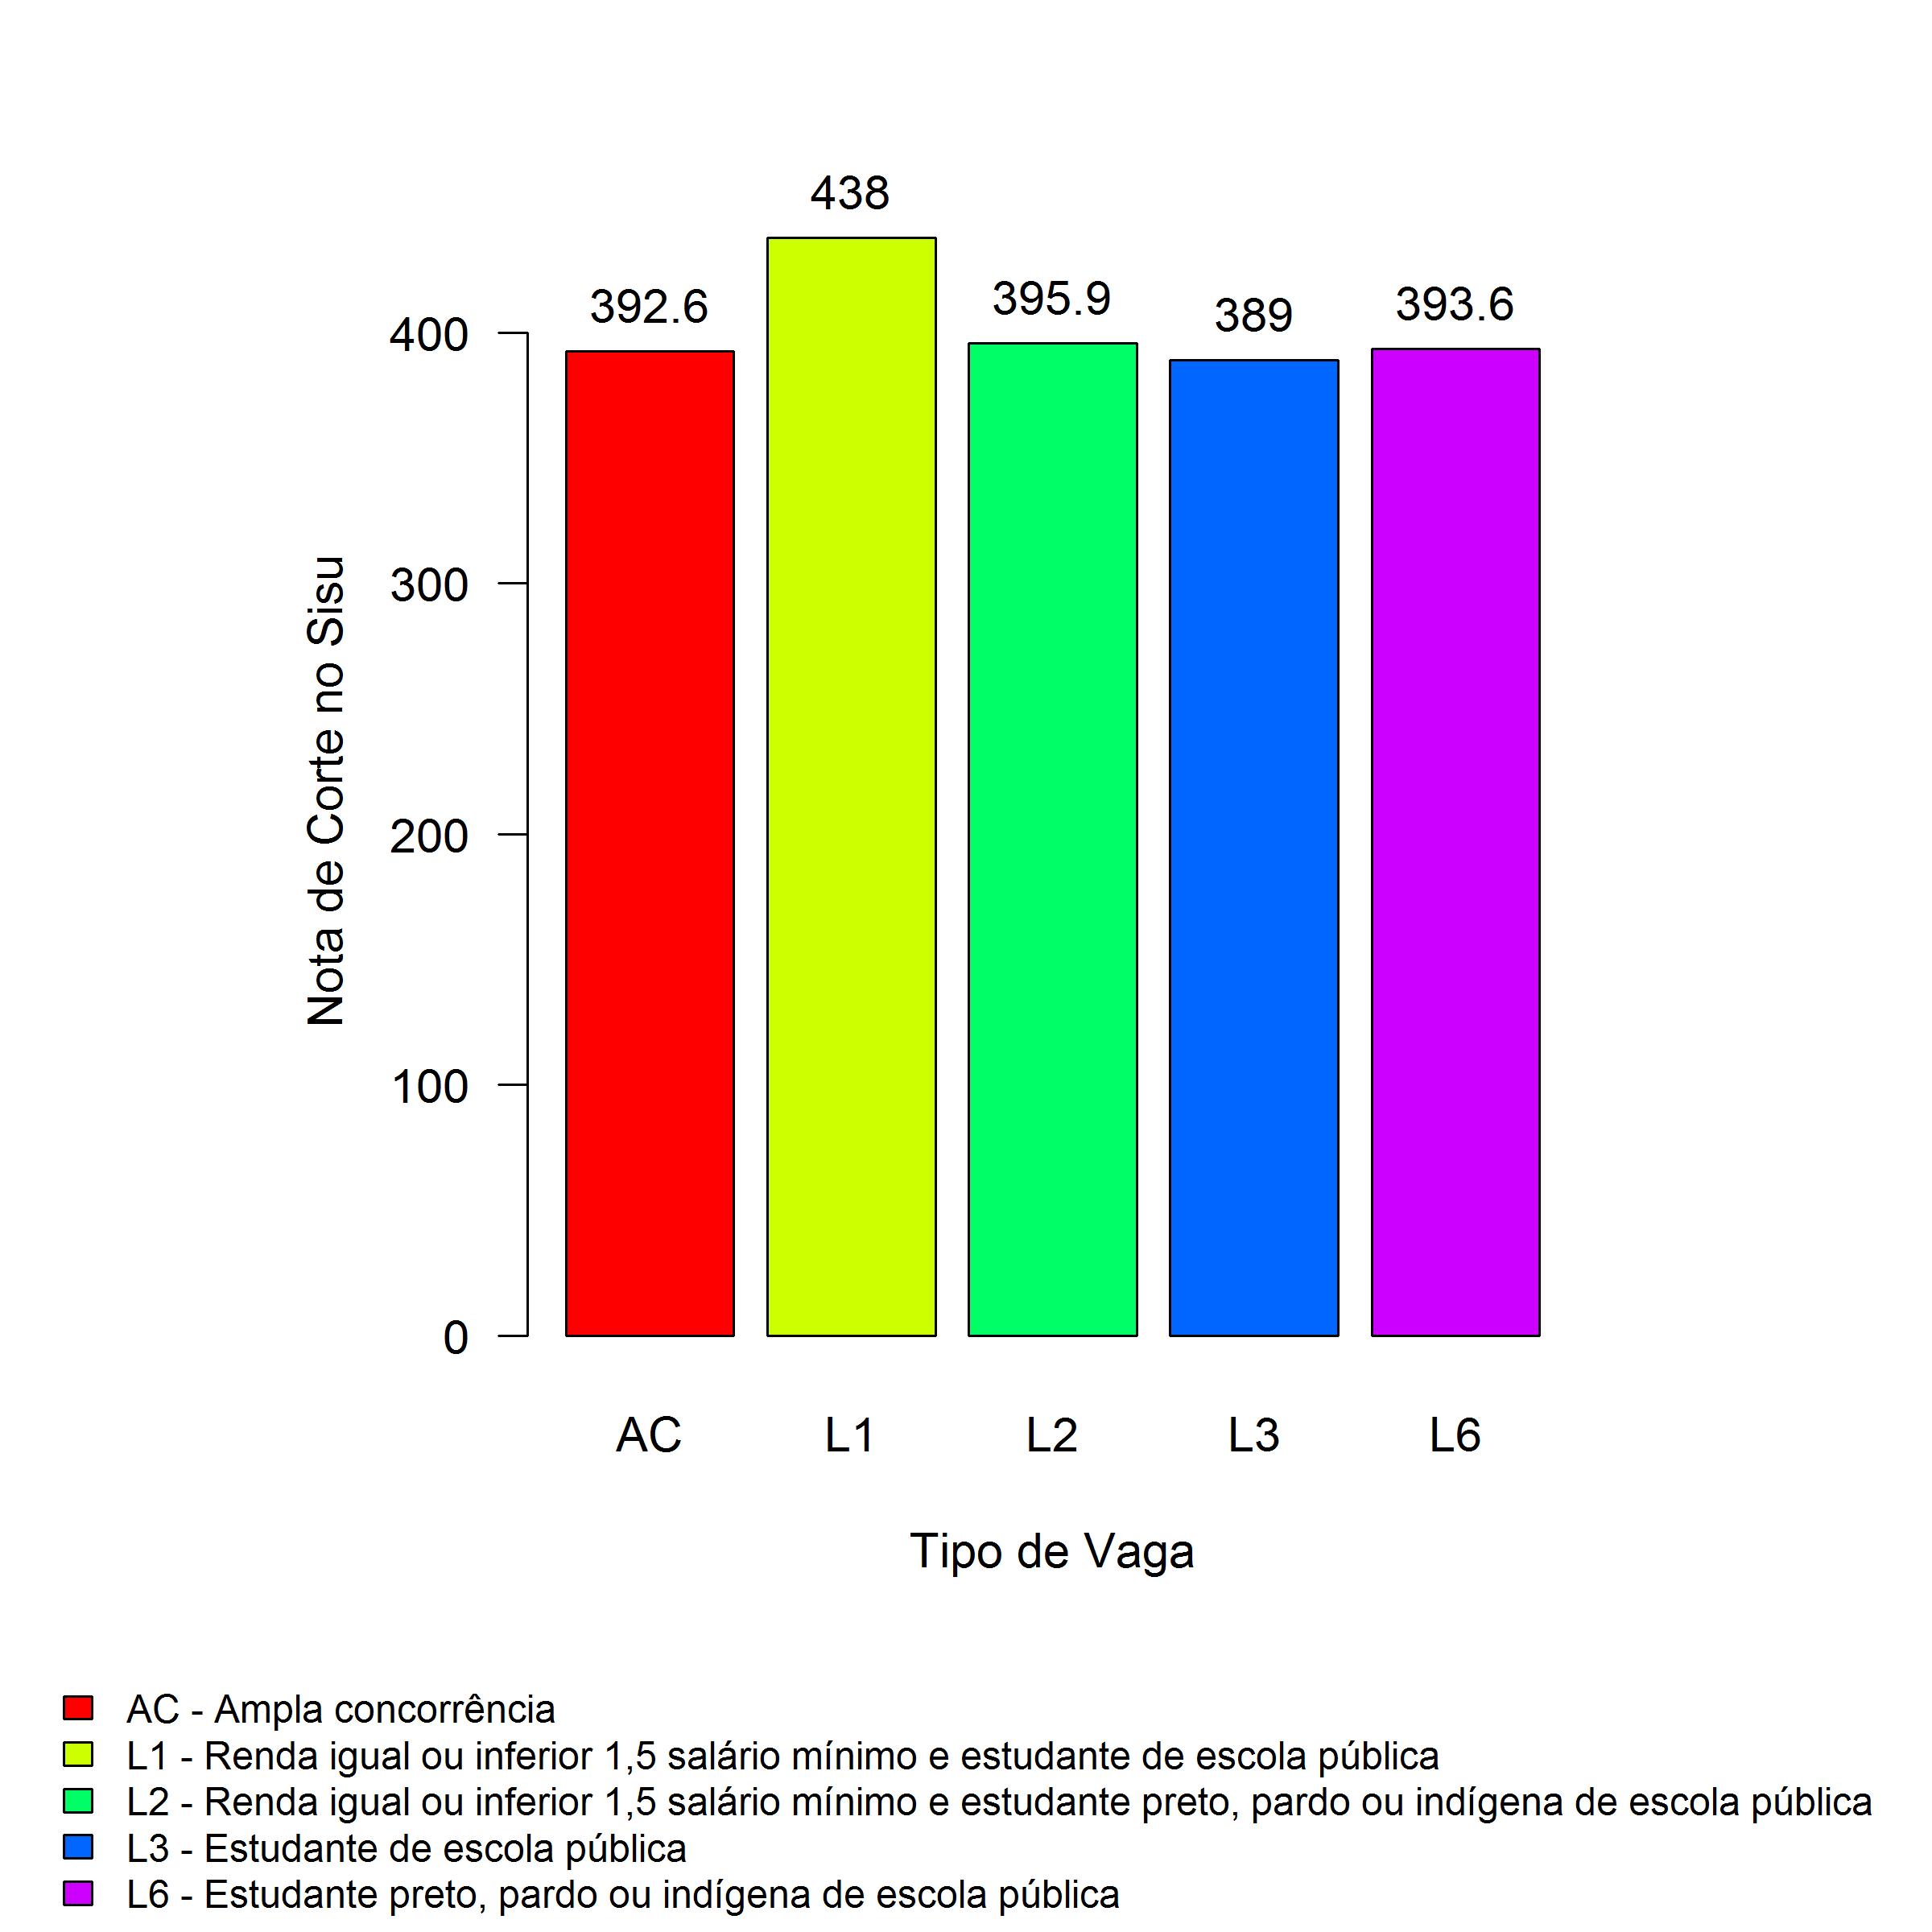 438
392.6
395.9
389
393.6
400
300
200
100
0
Nota de Corte no Sisu
AC
L1
L2
L3
L6
Tipo de Vaga
AC - Ampla concorrência
L1 - Renda igual ou inferior 1,5 salário mínimo e estudante de escola pública
L2 - Renda igual ou inferior 1,5 salário mínimo e estudante preto, pardo ou indígena de escola pública
L3 - Estudante de escola pública
L6 - Estudante preto, pardo ou indígena de escola pública